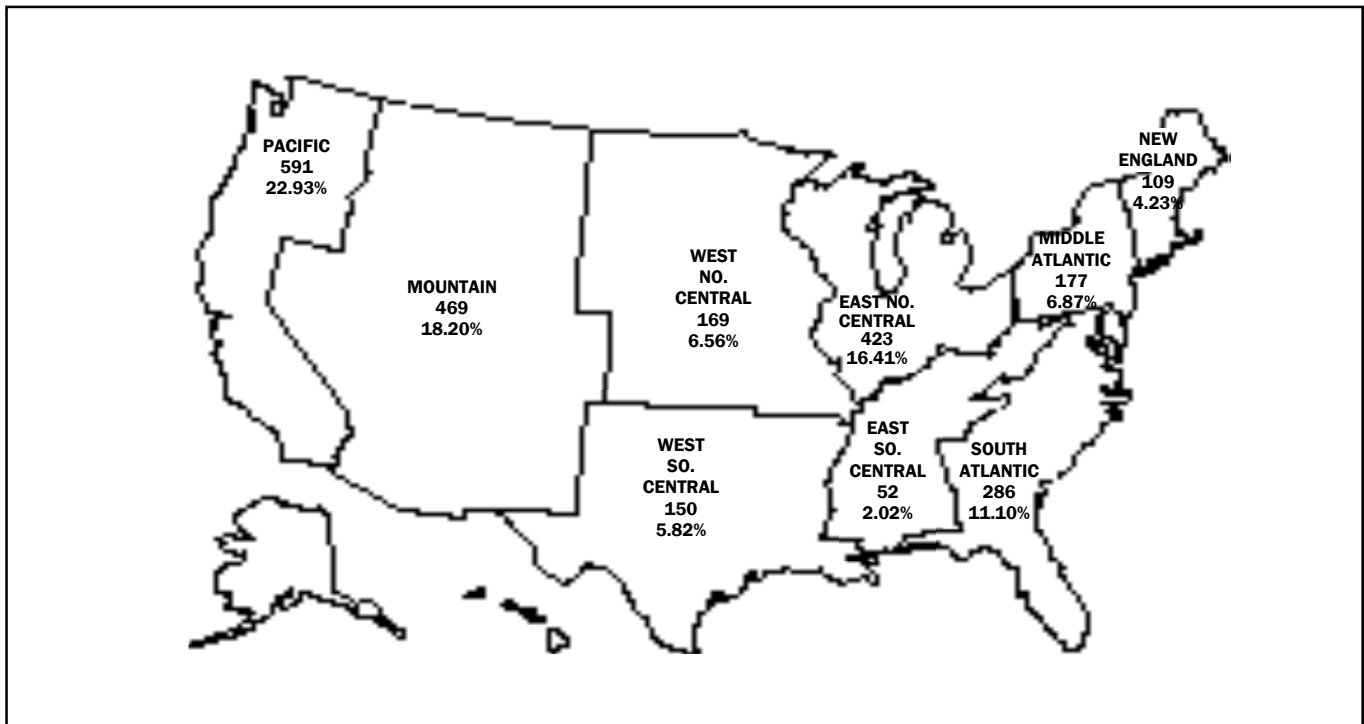 PACIFIC
591
22.93%
MOUNTAIN
469
18.20%
WEST
NO.
CENTRAL
169
6.56%
WEST
SO.
CENTRAL
150
5.82%
EAST NO.
CENTRAL
423
16.41%
EAST
SO.
CENTRAL
52
2.02%
SOUTH
ATLANTIC
286
11.10%
MIDDLE
ATLANTIC
177
6.87%
NEW
ENGLAND
109
4.23%